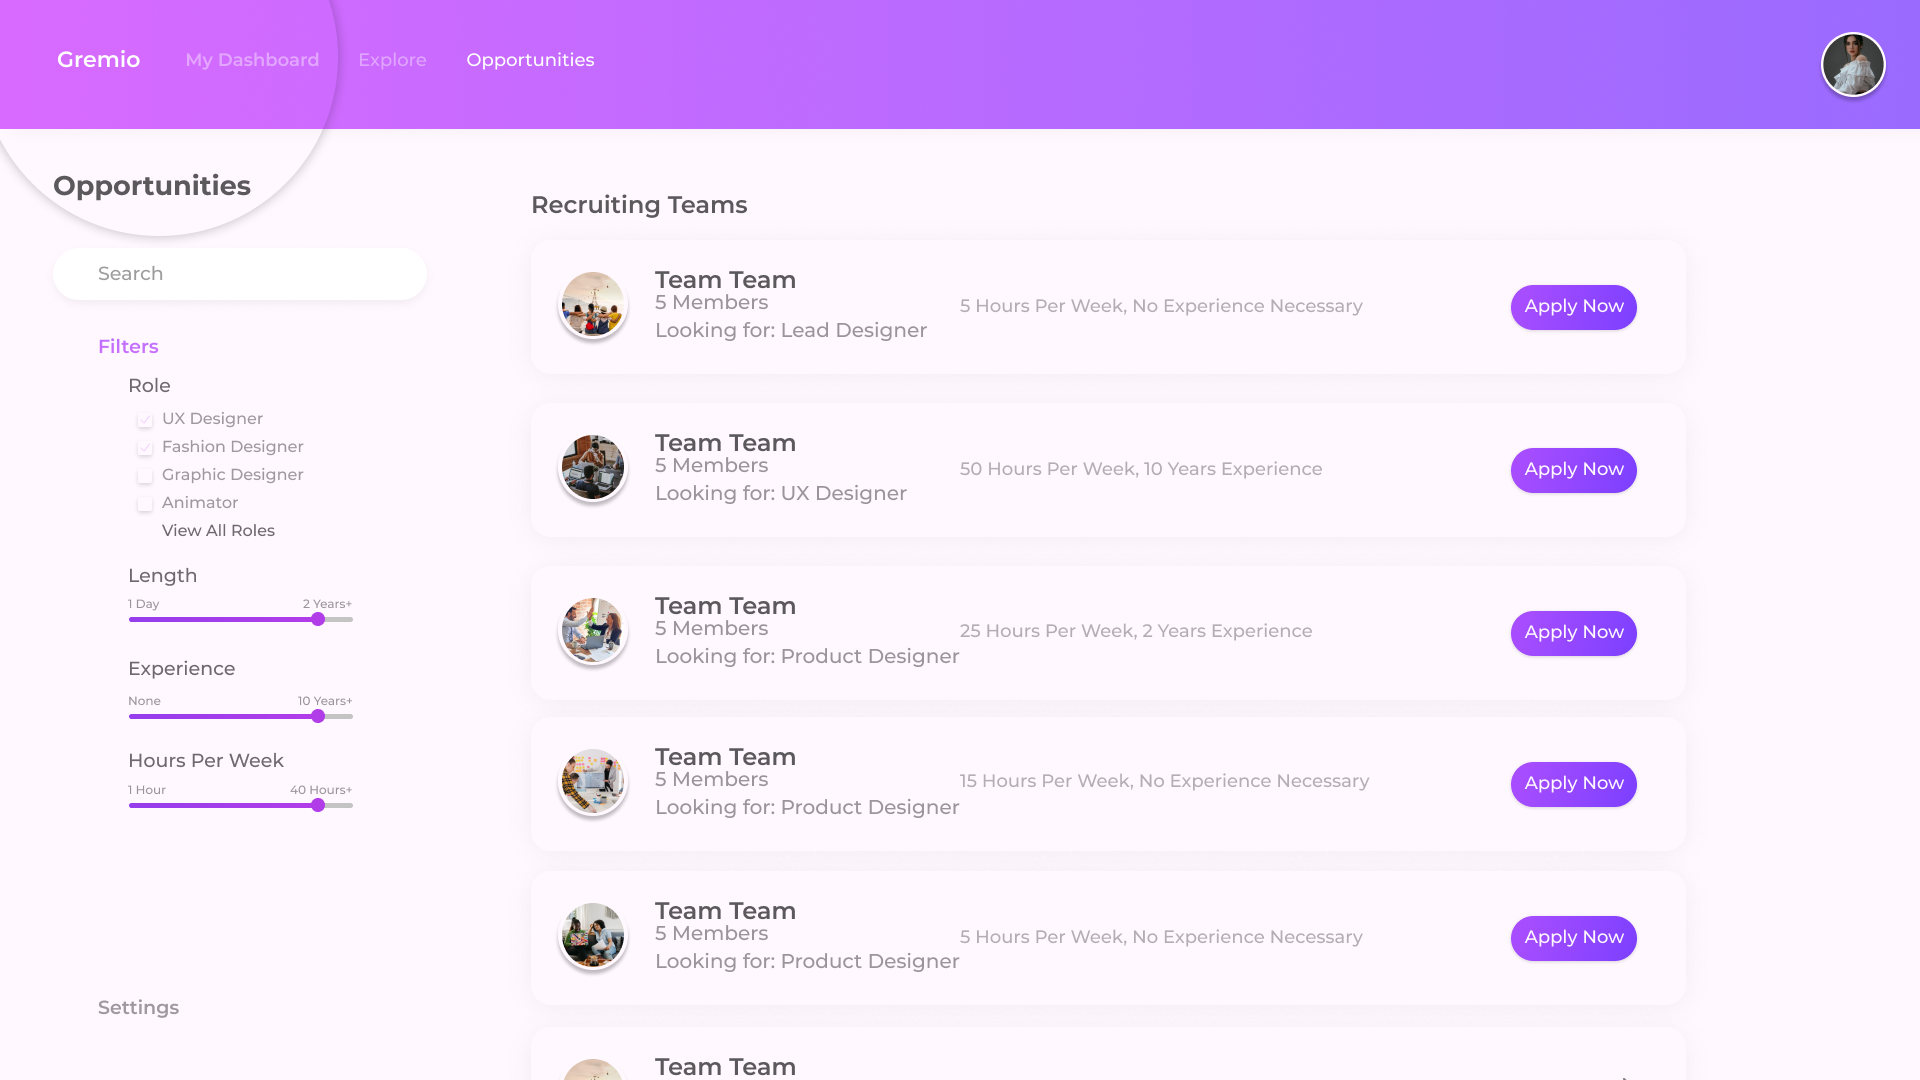 Gremio
My Dashboard
Explore
Opportunities
Opportunities
Search
Filters
Role
UX Designer
Fashion Designer
Graphic Designer
Animator
View All Roles
Length
1 Day
2 Years+
Experience
None
10 Years+
Hours Per Week
1 Hour
40 Hours+
Settings
Recruiting Teams
Team Team
5 Members
Looking for: Lead Designer
5 Hours Per Week, No Experience Necessary
Apply Now
Team Team
5 Members
Looking for: UX Designer
50 Hours Per Week, 10 Years Experience
Apply Now
Team Team
5 Members
Looking for: Product Designer
25 Hours Per Week, 2 Years Experience
Apply Now
Team Team
5 Members
Looking for: Product Designer
15 Hours Per Week, No Experience Necessary
Apply Now
Team Team
5 Members
Looking for: Product Designer
5 Hours Per Week, No Experience Necessary
Apply Now
Team Team